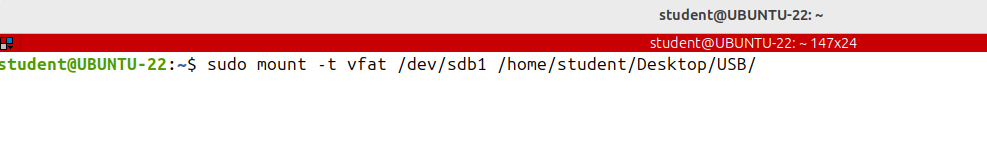 student@UBUNTU-22: ~
student@UBUNTU-22: ~ 147x24
student@UBUNTU-22:~$ sudo mount -t vfat /dev/sdb1 /home/student/Desktop/USB/